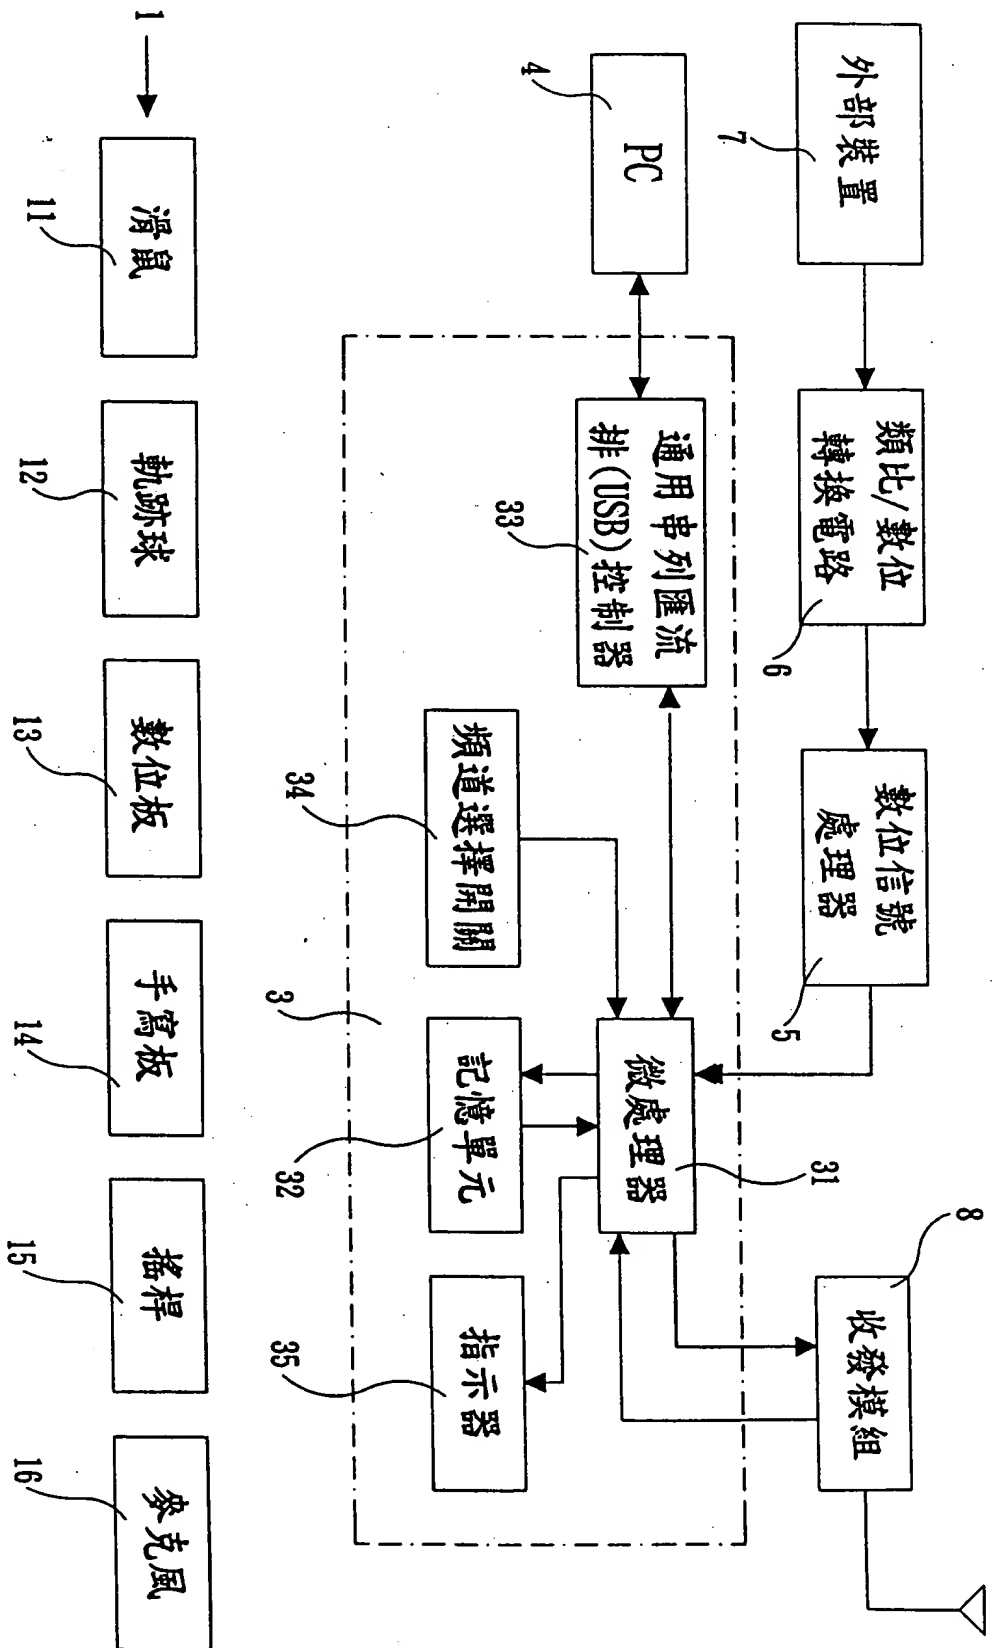 外部裝置
7
類比/數位
轉換電路
6
數位信號
處理器
5
8
收發模組
PC
4
通用串列匯流
排(USB)控制器
33
微處理器
31
頻道選擇開關
34
記憶單元
32
指示器
35
3
1
滑鼠
11
軌跡球
12
數位板
13
手寫板
14
搖桿
15
麥克風
16